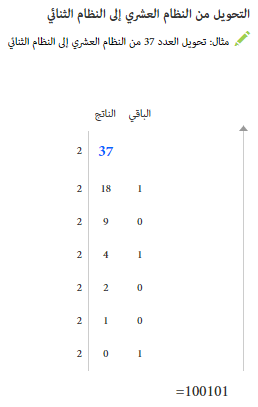 التحويل من النظام العشري إلى النظام الثنائي
مثال: تحويل العدد 37 من النظام العشري إلى النظام الثنائي
الباقي الناتج
2 37
2 18 1
2 9 0
2 4 1
2 2 0
2 1 0
2 0 1
=100101